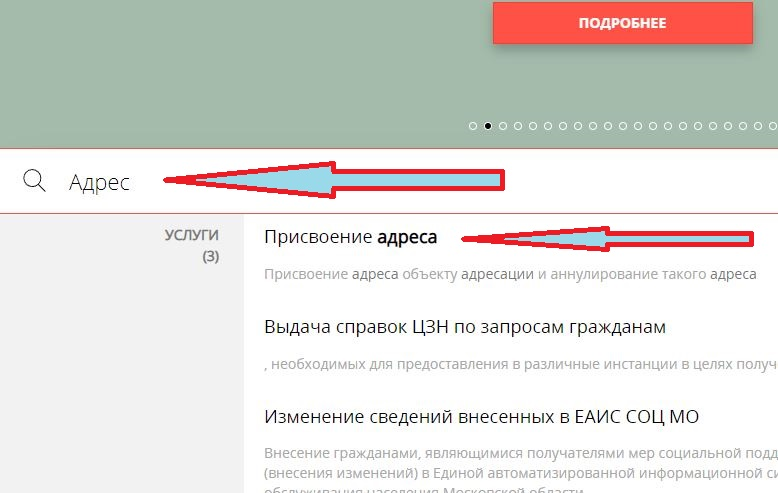 ПОДРОБНЕЕ
Адрес
УСЛУГИ
(3)
Присвоение адреса
Присвоение адреса объекту адресации и аннулирование такого адреса
Выдача справок ЦЗН по запросам гражданам
, необходимых для предоставления в различные инстанции в целях получ
Изменение сведений внесенных в ЕАИС СОЦ МО
Внесение гражданами, являющимися получателями мер социальной подд
(внесения изменений) в Единой автоматизированной информационной си
обслуживания населения Московской области